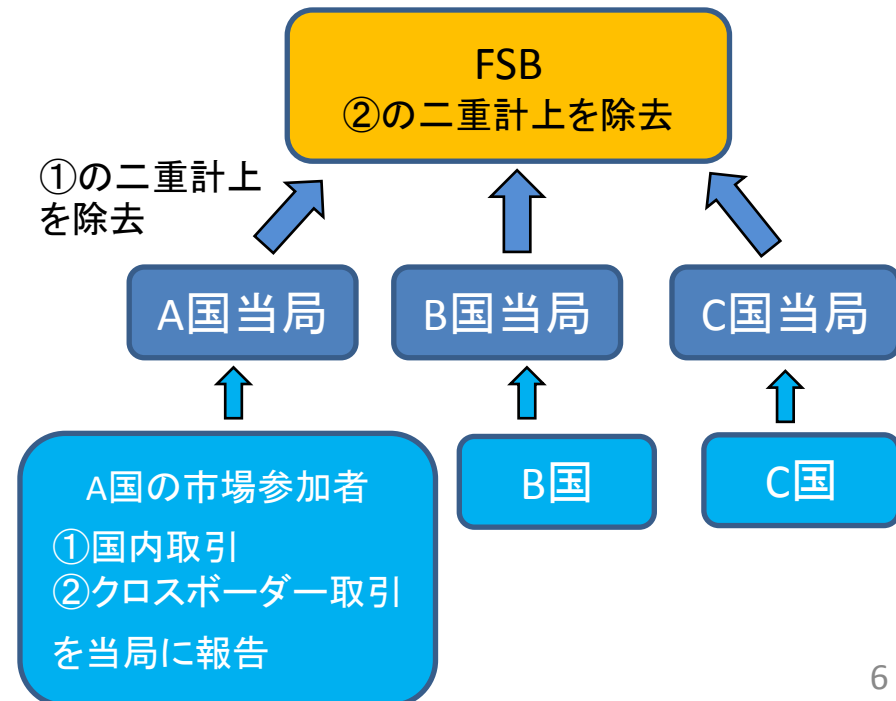 FSB
②の二重計上を除去
①の二重計上
を除去
A国当局
B国当局
C国当局
A国の市場参加者
①国内取引
②クロスボーダー取引
を当局に報告
B国
C国
6